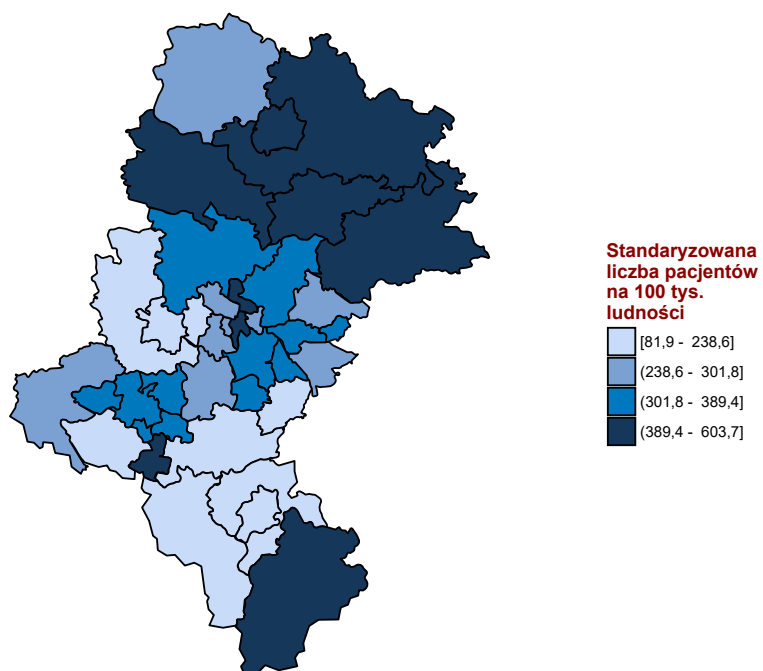 Standaryzowana
liczba pacjentów
na 100 tys.
ludności
[81,9 - 238,6]
(238,6 - 301,8]
(301,8 - 389,4]
(389,4 - 603,7]